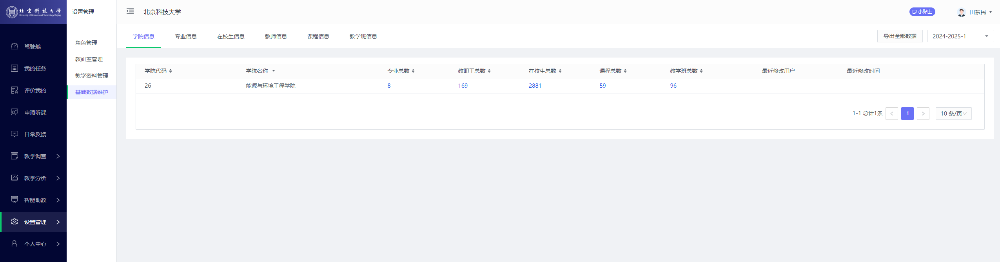 北京科技大学
University of Science and Technology Beijing
设置管理
北京科技大学
小贴士
田东民
驾驶舱
我的任务
评价我的
申请听课
日常反馈
教学调查
教学分析
智能助教
设置管理
个人中心
角色管理
教研室管理
教学资料管理
基础数据维护
学院信息 专业信息 在校生信息 教师信息 课程信息 教学班信息
导出全部数据 2024-2025-1
学院代码 学院名称 专业总数 教职工总数 在校生总数 课程总数 教学班总数 最近修改用户 最近修改时间
26 能源与环境工程学院 8 169 2881 59 96 -- --
1-1 总计1条 < 1 > 10 条/页